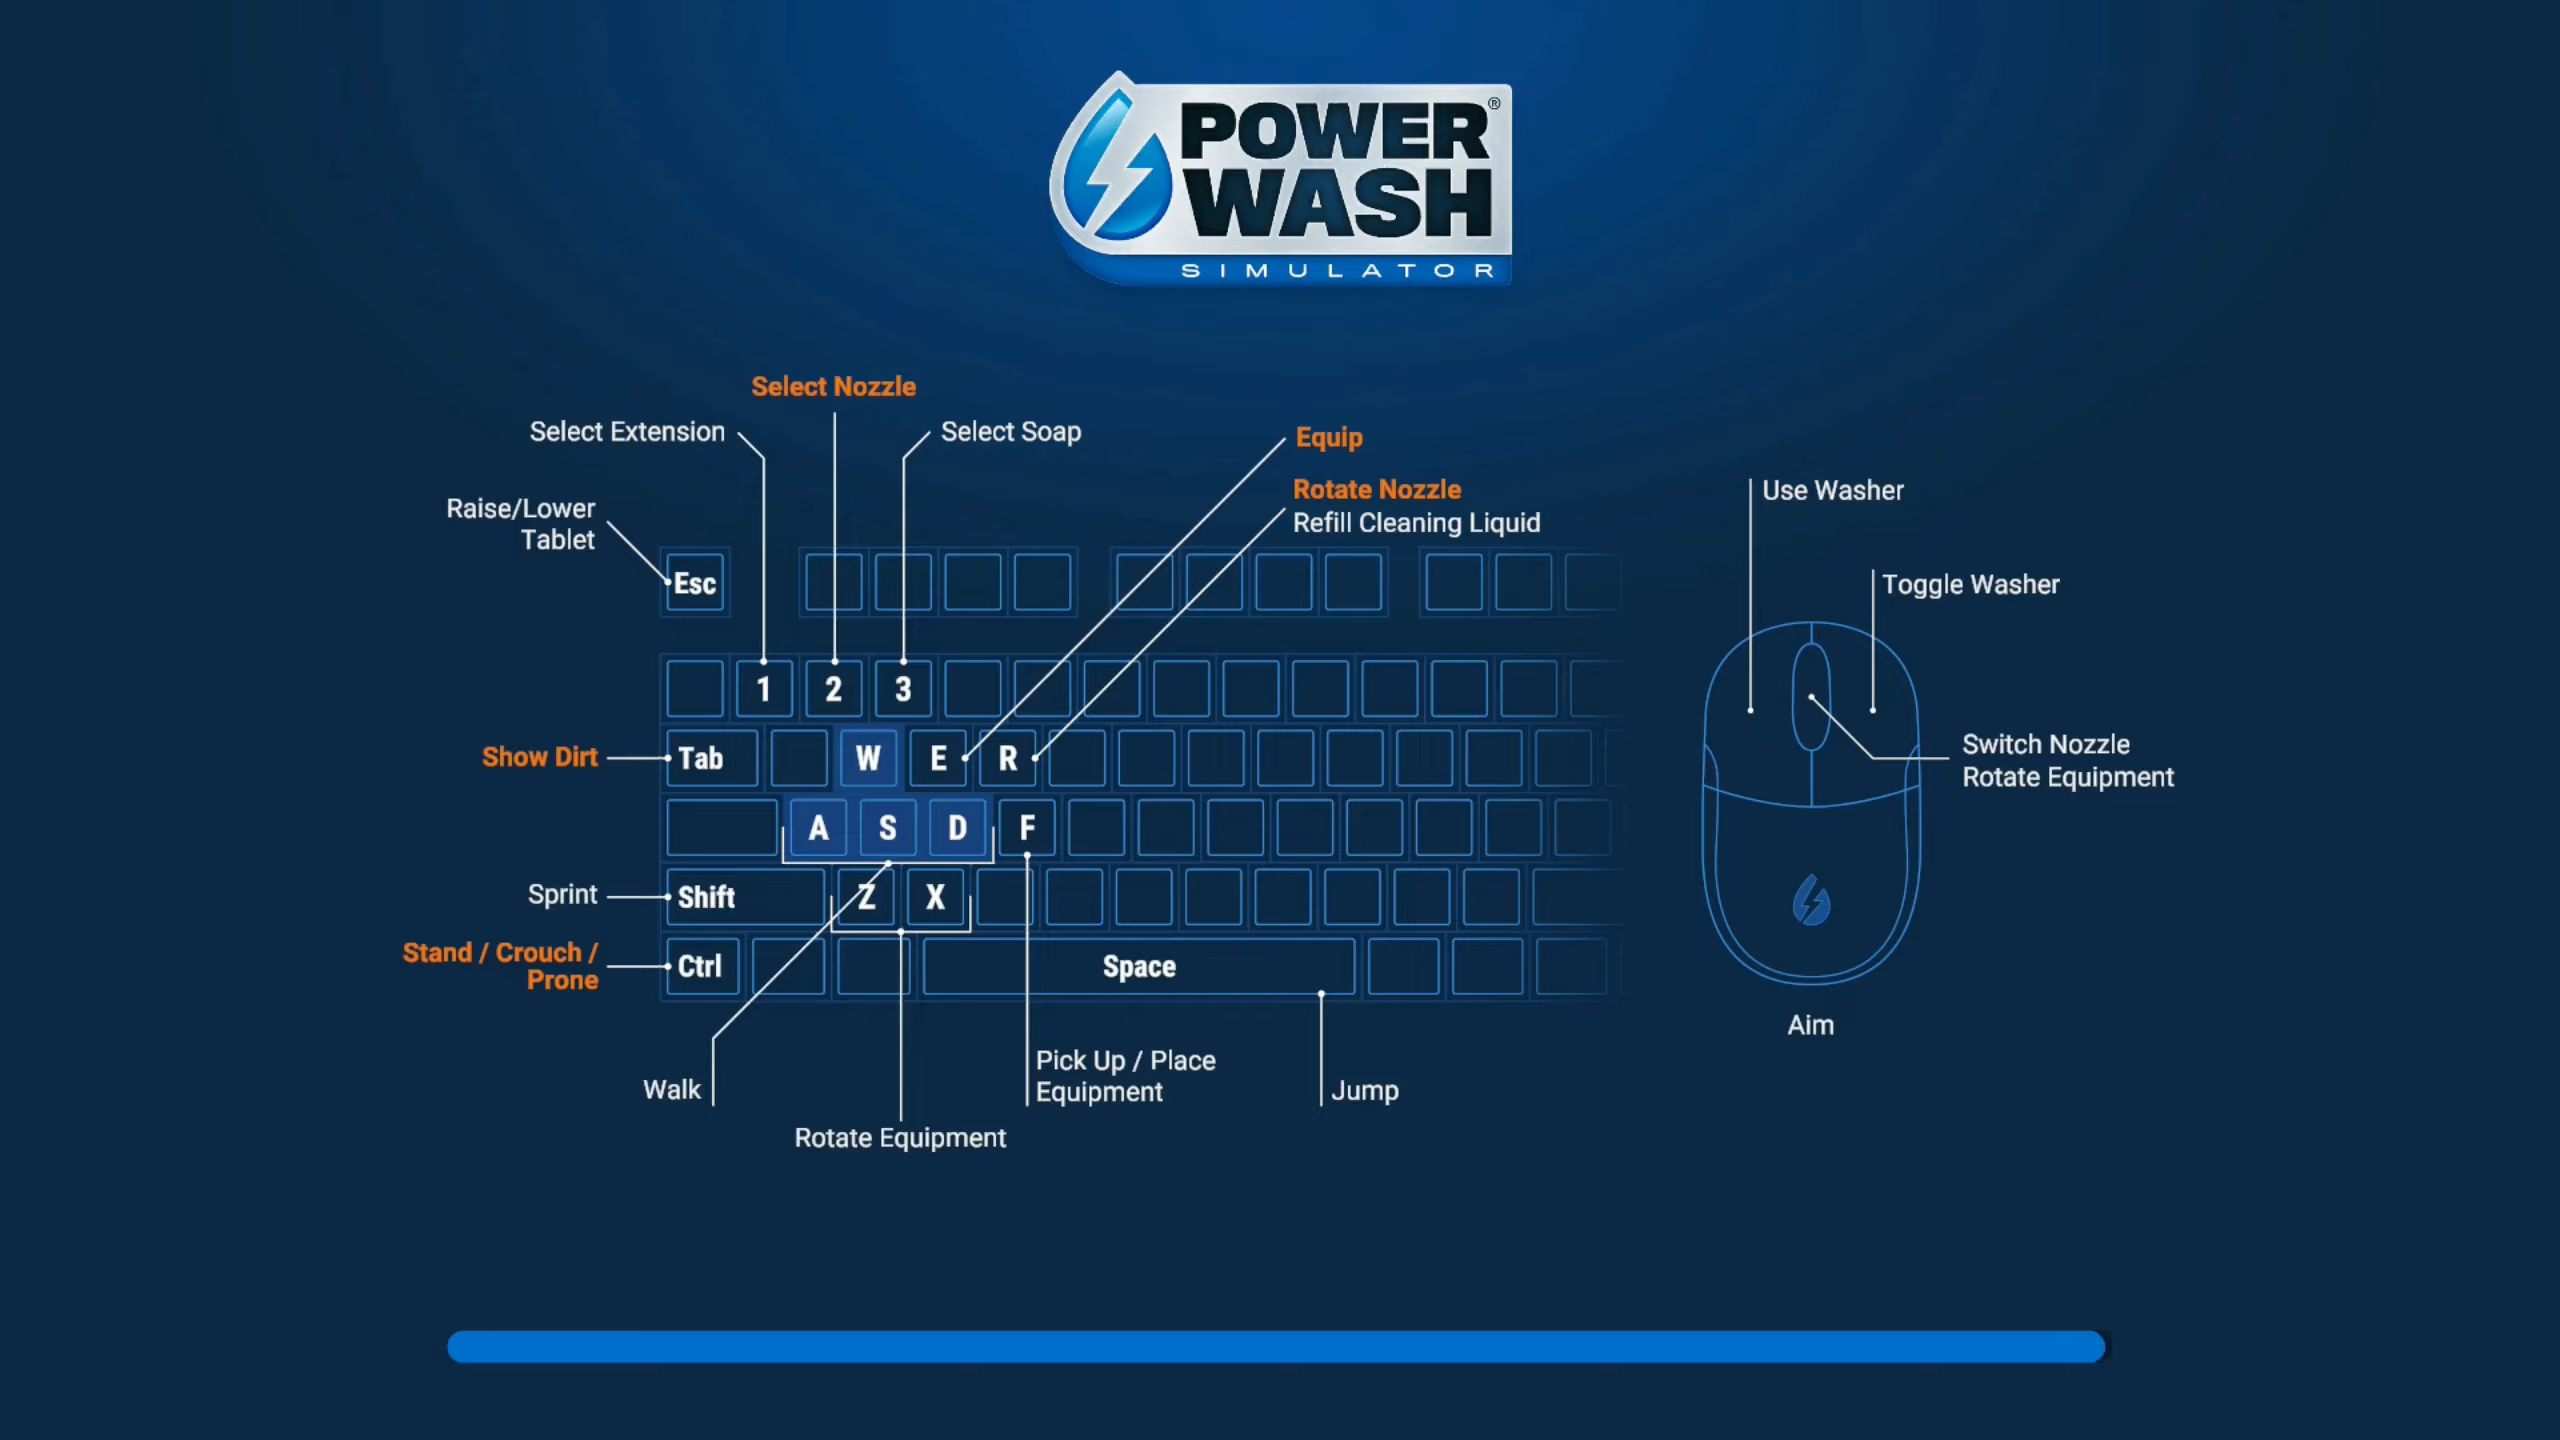 POWER®
WASH
SIMULATOR
Select Nozzle
Select Extension
Select Soap
Equip
Rotate Nozzle
Refill Cleaning Liquid
Raise/Lower
Tablet
Use Washer
Toggle Washer
Esc
1 2 3
Show Dirt
Tab W E R
Switch Nozzle
Rotate Equipment
A S D F
Sprint
Shift Z X
Stand / Crouch /
Prone
Ctrl Space
Aim
Walk
Pick Up / Place
Equipment
Jump
Rotate Equipment